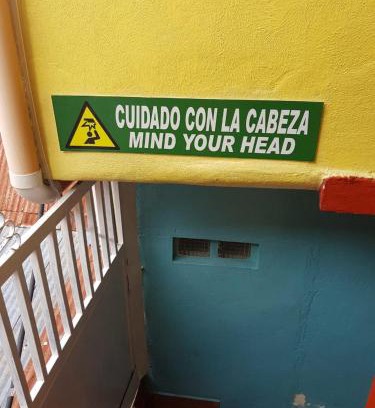 CUIDADO CON LA CABEZA
MIND YOUR HEAD